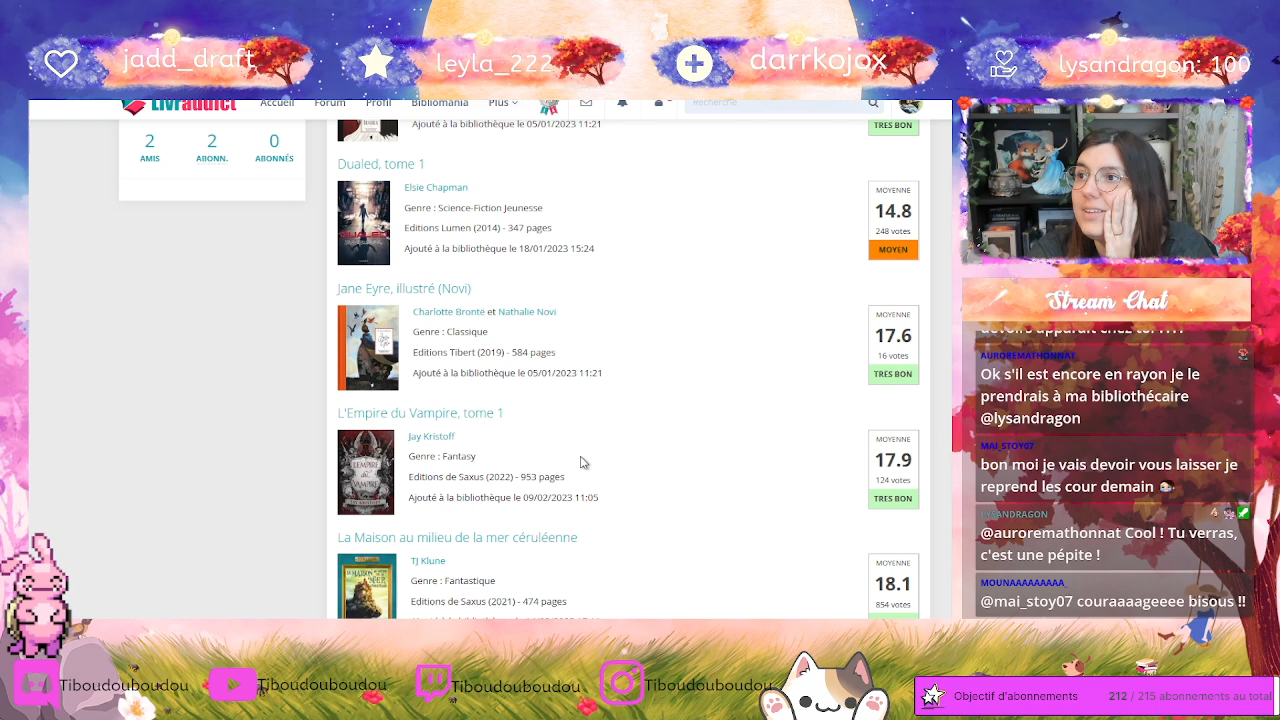 jadd_draft
leyla_222
darrkojox
lysandragon: 100
Livraddict
Accueil Forum Profil Bibliomania Plus
Recherche
2 2 0
AMIS ABONN. ABONNÉS
Ajouté à la bibliothèque le 05/01/2023 11:21
TRES BON
Dualed, tome 1
Elsie Chapman
Genre : Science-Fiction Jeunesse
Editions Lumen (2014) - 347 pages
Ajouté à la bibliothèque le 18/01/2023 15:24
MOYENNE
14.8
248 votes
MOYEN
Jane Eyre, illustré (Novi)
Charlotte Brontë et Nathalie Novi
Genre : Classique
Editions Tibert (2019) - 584 pages
Ajouté à la bibliothèque le 05/01/2023 11:21
MOYENNE
17.6
16 votes
TRES BON
L'Empire du Vampire, tome 1
L'EMPIRE
du
VAMPIRE
JAY KRISTOFF
Jay Kristoff
Genre : Fantasy
Editions de Saxus (2022) - 953 pages
Ajouté à la bibliothèque le 09/02/2023 11:05
MOYENNE
17.9
124 votes
TRES BON
La Maison au milieu de la mer céruléenne
TJ Klune
Genre : Fantastique
Editions de Saxus (2021) - 474 pages
MOYENNE
18.1
854 votes
Stream Chat
devoirs apparait chez toi
AUROREMATHONNAT
Ok s'il est encore en rayon je le
prendrais à ma bibliothécaire
@lysandragon
MAI_STOY07
bon moi je vais devoir vous laisser je
reprend les cour demain
LYSANDRAGON
@auroremathonnat Cool ! Tu verras,
c'est une pépite !
MOUNAAAAAAAAA_
@mai_stoy07 couraaaageeee bisous !!
Tiboudouboudou
Tiboudouboudou
Tiboudouboudou
Tiboudouboudou
Objectif d'abonnements 212 / 215 abonnements au total